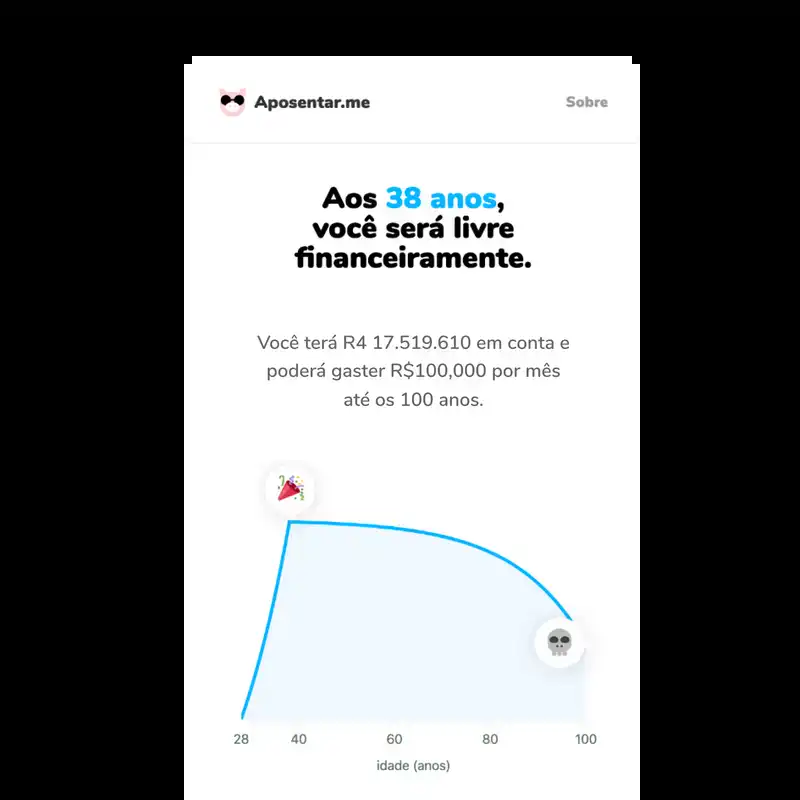 Aposentar.me
Sobre
Aos 38 anos,
você será livre
financeiramente.
Você terá R4 17.519.610 em conta e
poderá gaster R$100,000 por mês
até os 100 anos.
28 40 60 80 100
idade (anos)